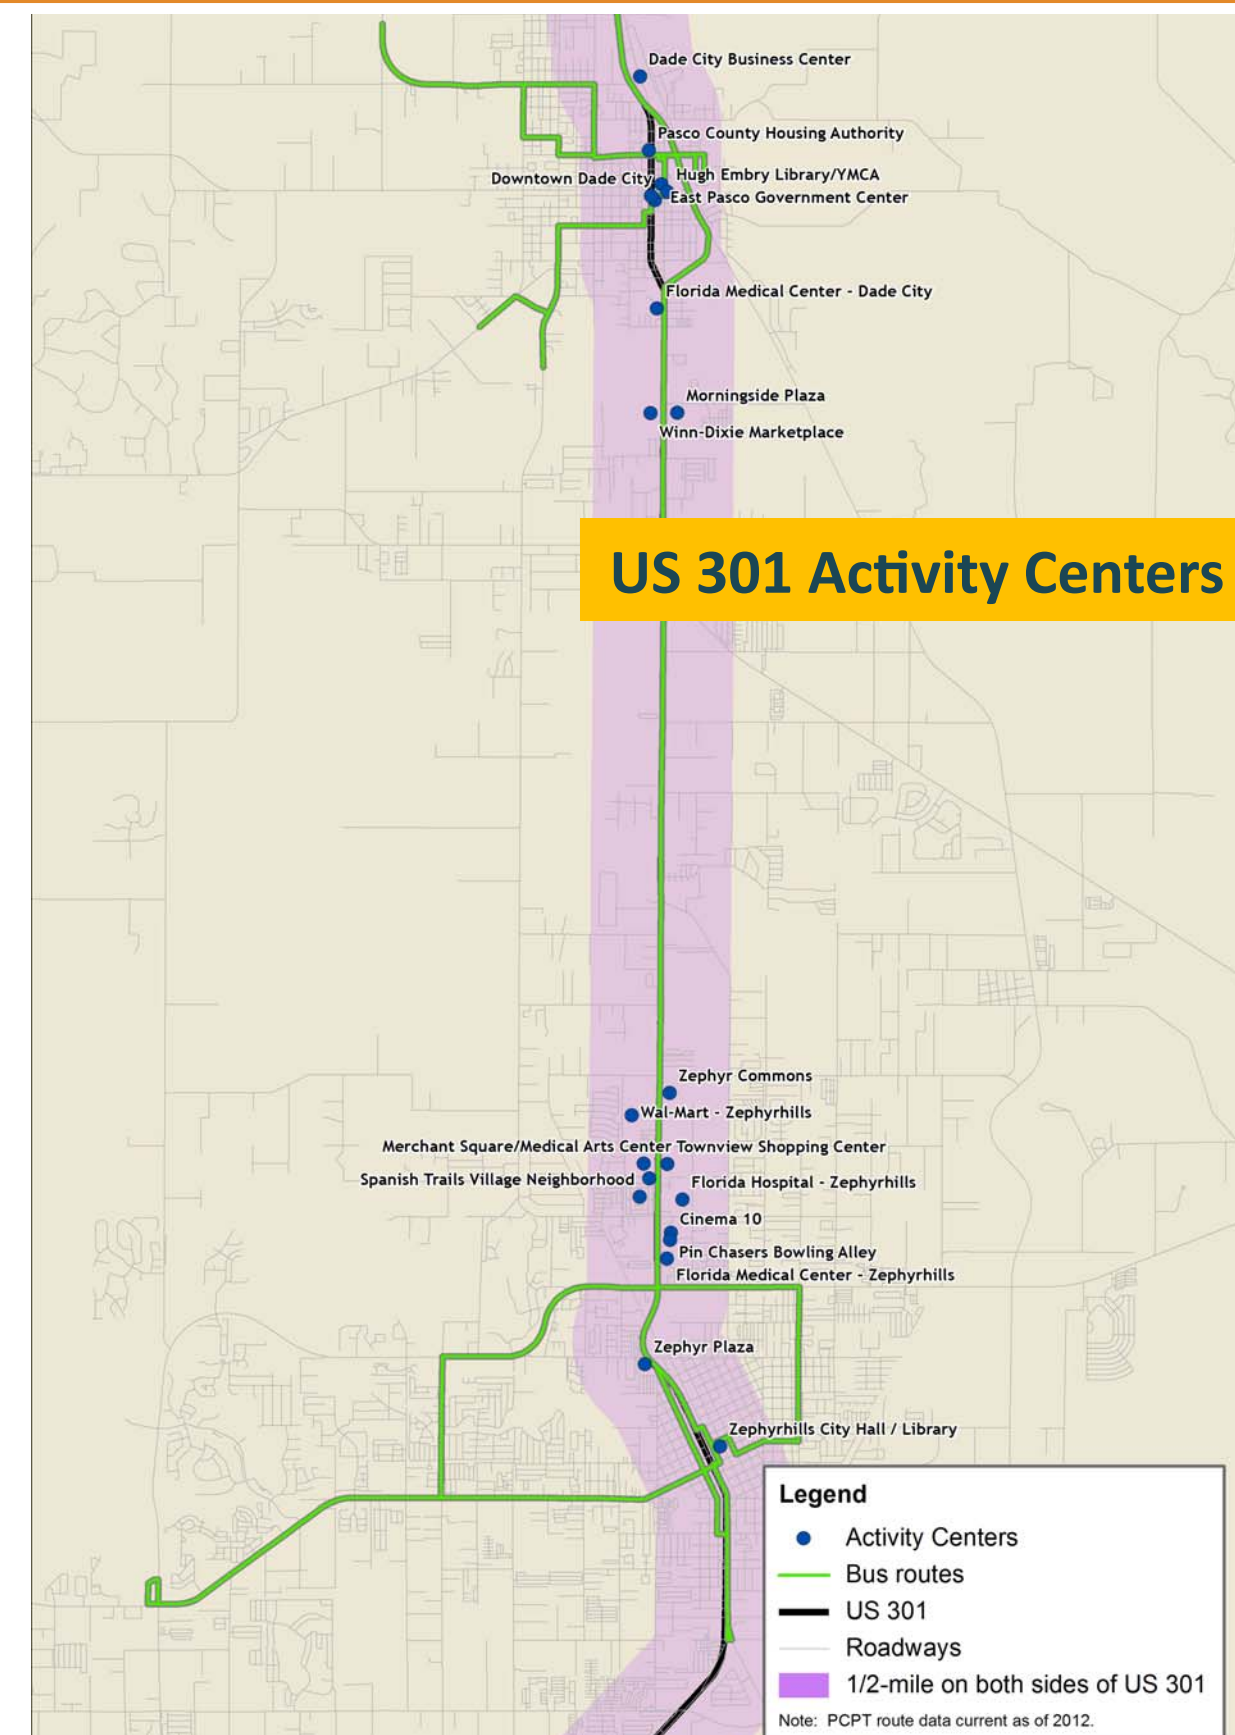 Dade City Business Center
Pasco County Housing Authority
Downtown Dade City
Hugh Embry Library/YMCA
East Pasco Government Center
Florida Medical Center - Dade City
Morningside Plaza
Winn-Dixie Marketplace
US 301 Activity Centers
Zephyr Commons
Wal-Mart - Zephyrhills
Merchant Square/Medical Arts Center
Townview Shopping Center
Spanish Trails Village Neighborhood
Florida Hospital - Zephyrhills
Cinema 10
Pin Chasers Bowling Alley
Florida Medical Center - Zephyrhills
Zephyr Plaza
Zephyrhills City Hall / Library
Legend
Activity Centers
Bus routes
US 301
Roadways
1/2-mile on both sides of US 301
Note: PCPT route data current as of 2012.